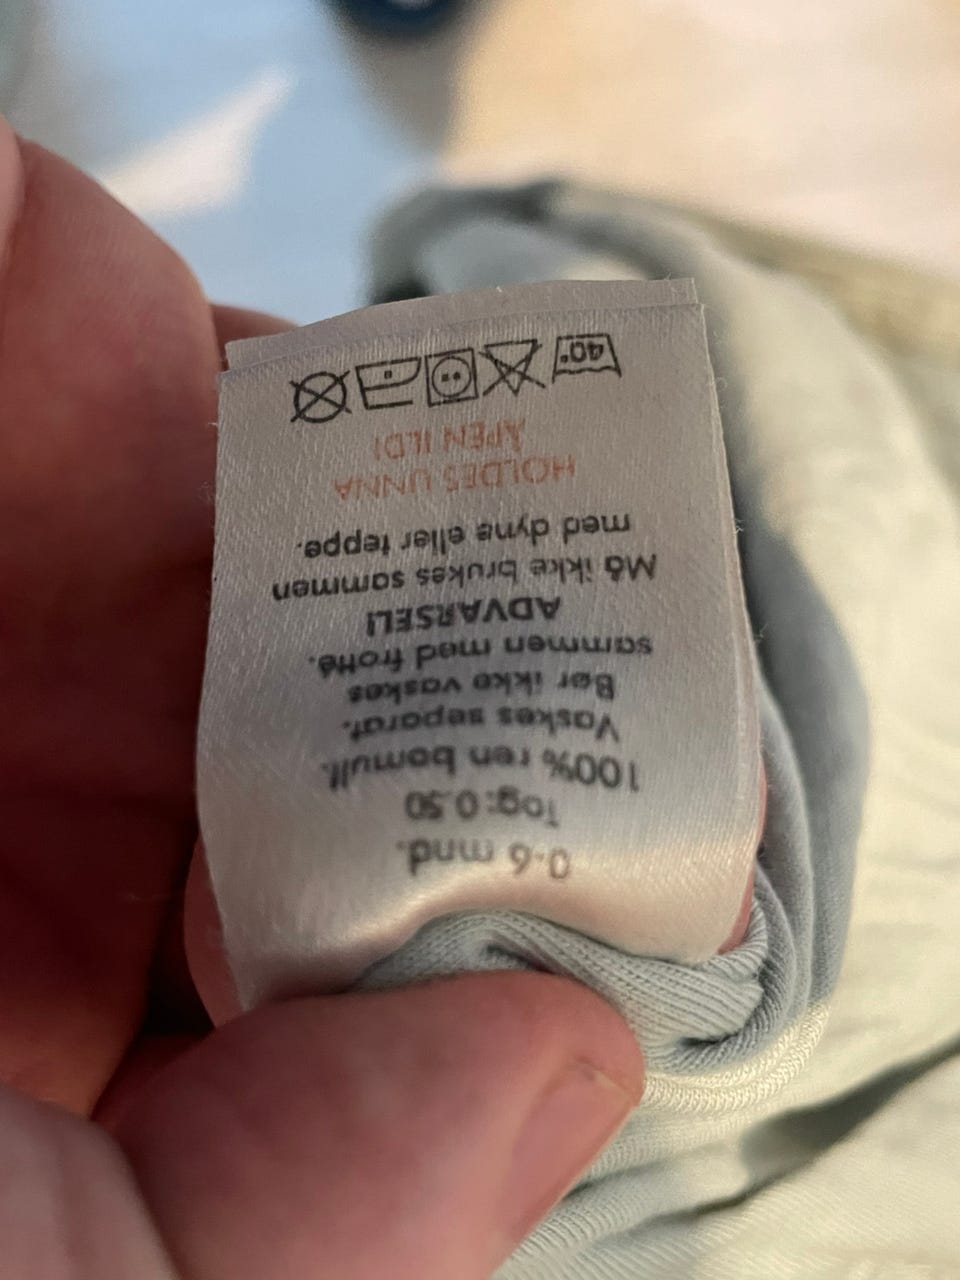 0-6 mnd.
Tog: 0.50
100% ren bomull.
Vaskes separat.
Bør ikke vaskes
sammen med frotté.
ADVARSEL!
Må ikke brukes sammen
med dyne eller teppe.
HOLDES UNNA
ÅPEN ILD!
40°